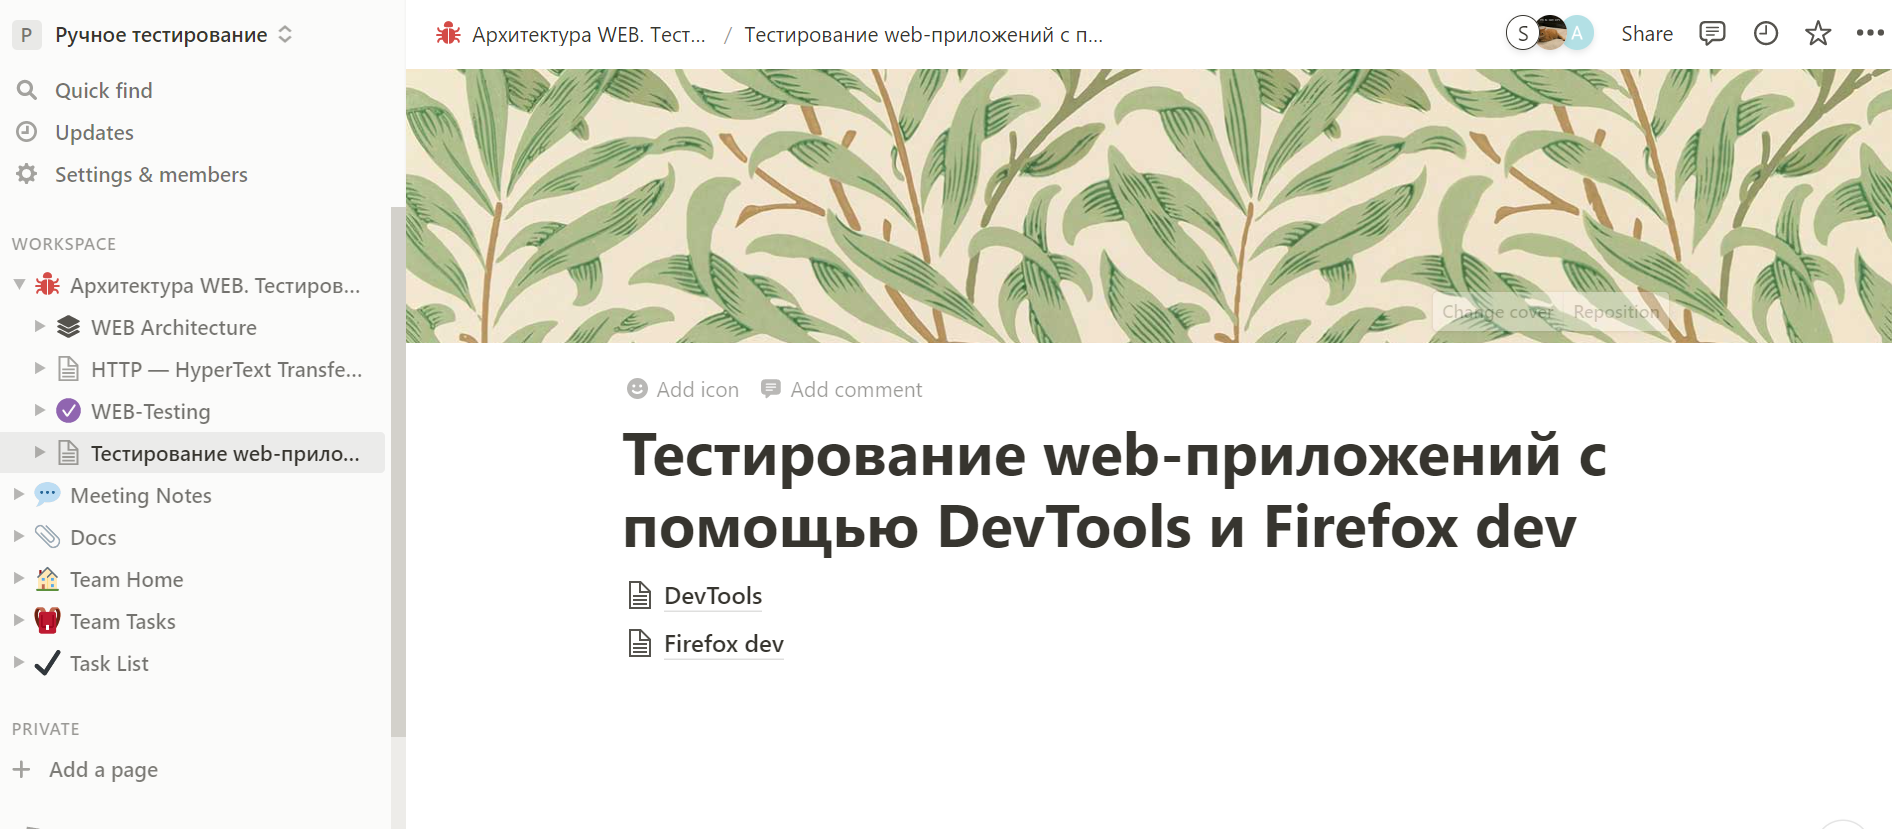 P Ручное тестирование
Quick find
Updates
Settings & members
WORKSPACE
Архитектура WEB. Тестиров...
WEB Architecture
HTTP — HyperText Transfe...
WEB-Testing
Тестирование web-прило...
Meeting Notes
Docs
Team Home
Team Tasks
Task List
PRIVATE
Add a page
Архитектура WEB. Тест... / Тестирование web-приложений с п...
S A Share
Change cover Reposition
Add icon Add comment
Тестирование web-приложений с
помощью DevTools и Firefox dev
DevTools
Firefox dev